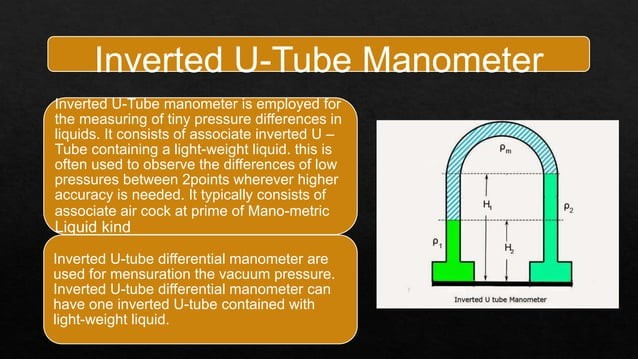 Inverted U-Tube Manometer
Inverted U-Tube manometer is employed for
the measuring of tiny pressure differences in
liquids. It consists of associate inverted U –
Tube containing a light-weight liquid. this is
often used to observe the differences of low
pressures between 2points wherever higher
accuracy is needed. It typically consists of
associate air cock at prime of Mano-metric
Liquid kind
Inverted U-tube differential manometer are
used for mensuration the vacuum pressure.
Inverted U-tube differential manometer can
have one inverted U-tube contained with
light-weight liquid.
ρm
H1
ρ2
ρ1
H2
Inverted U tube Manometer